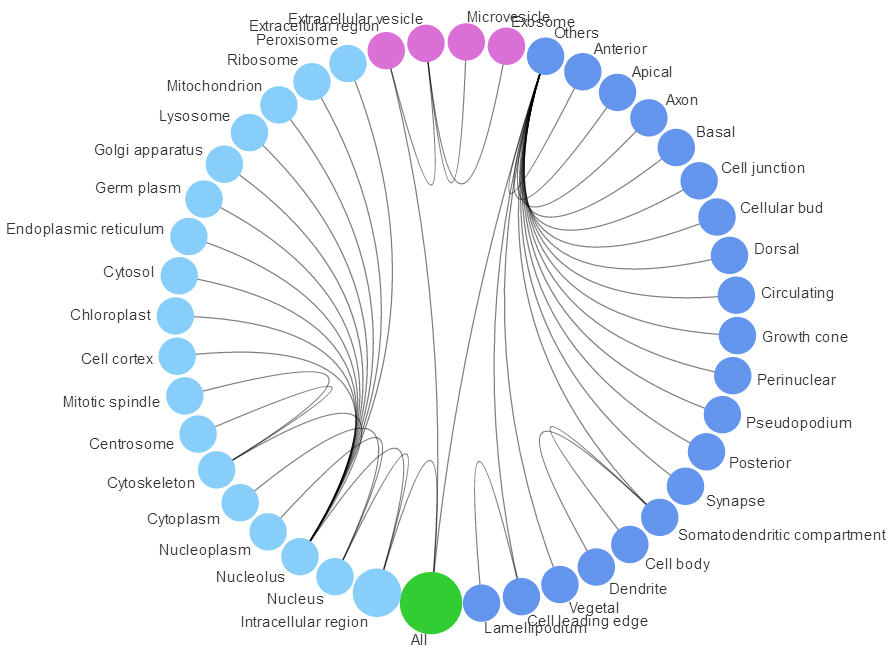 Extracellular vesicle
Microvesicle
Exosome
Extracellular region
Others
Peroxisome
Anterior
Ribosome
Apical
Mitochondrion
Axon
Lysosome
Basal
Golgi apparatus
Cell junction
Germ plasm
Cellular bud
Endoplasmic reticulum
Dorsal
Cytosol
Circulating
Chloroplast
Growth cone
Cell cortex
Perinuclear
Mitotic spindle
Pseudopodium
Centrosome
Posterior
Cytoskeleton
Synapse
Cytoplasm
Somatodendritic compartment
Nucleoplasm
Cell body
Nucleolus
Dendrite
Nucleus
Vegetal
Intracellular region
Cell leading edge
Lamellipodium
All